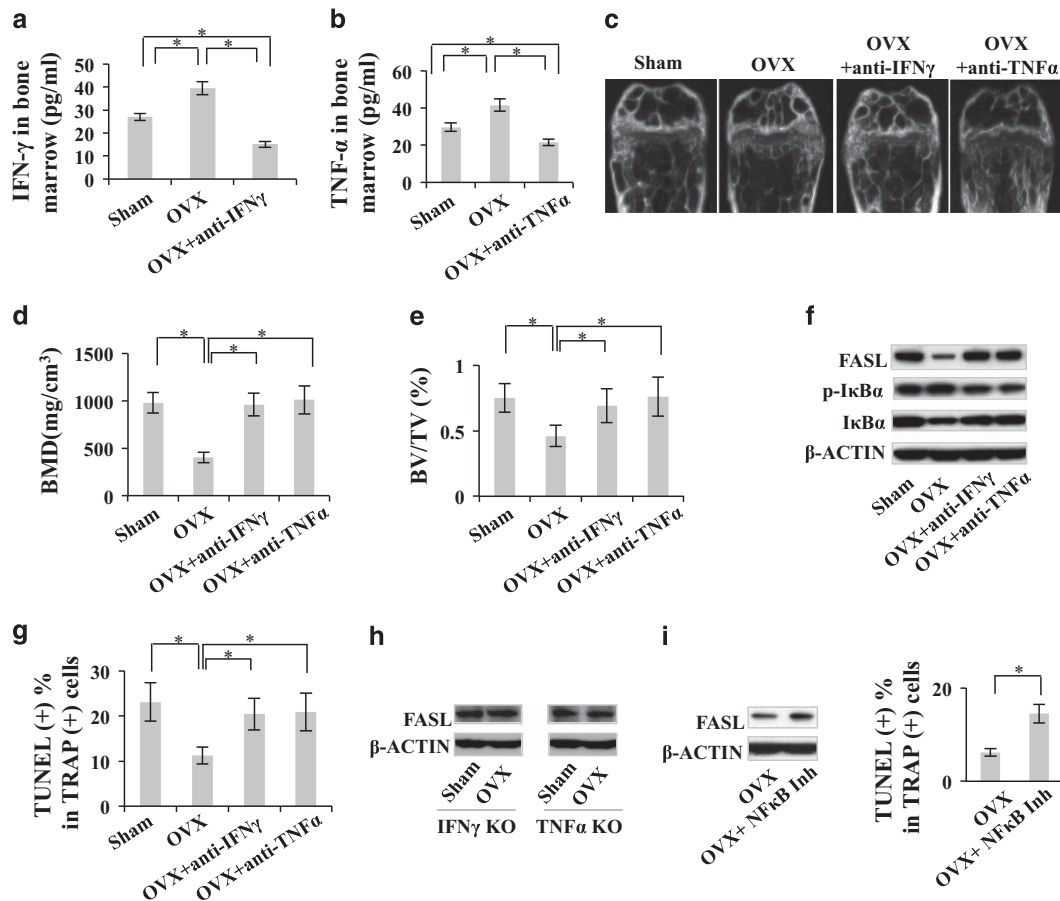 a
IFN-γ in bone
marrow (pg/ml)
50
40
30
20
10
0
*
* *
Sham
OVX
OVX+anti-IFNγ
b
TNF-α in bone
marrow (pg/ml)
60
40
20
0
*
* *
Sham
OVX
OVX+anti-TNFα
c
Sham
OVX
OVX
+anti-IFNγ
OVX
+anti-TNFα
d
BMD(mg/cm³)
1500
1000
500
0
* *
*
Sham
OVX
OVX+anti-IFNγ
OVX+anti-TNFα
e
BV/TV (%)
1
0.5
0
* *
*
Sham
OVX
OVX+anti-IFNγ
OVX+anti-TNFα
f
FASL
p-IκBα
IκBα
β-ACTIN
Sham
OVX
OVX+anti-IFNγ
OVX+anti-TNFα
g
TUNEL (+) %
in TRAP (+) cells
30
20
10
0
* *
*
Sham
OVX
OVX+anti-IFNγ
OVX+anti-TNFα
h
FASL
β-ACTIN
Sham
OVX
IFNγ KO
Sham
OVX
TNFα KO
i
FASL
β-ACTIN
OVX
OVX+ NFκB Inh
TUNEL (+) %
in TRAP (+) cells
20
10
0
*
OVX
OVX+ NFκB Inh